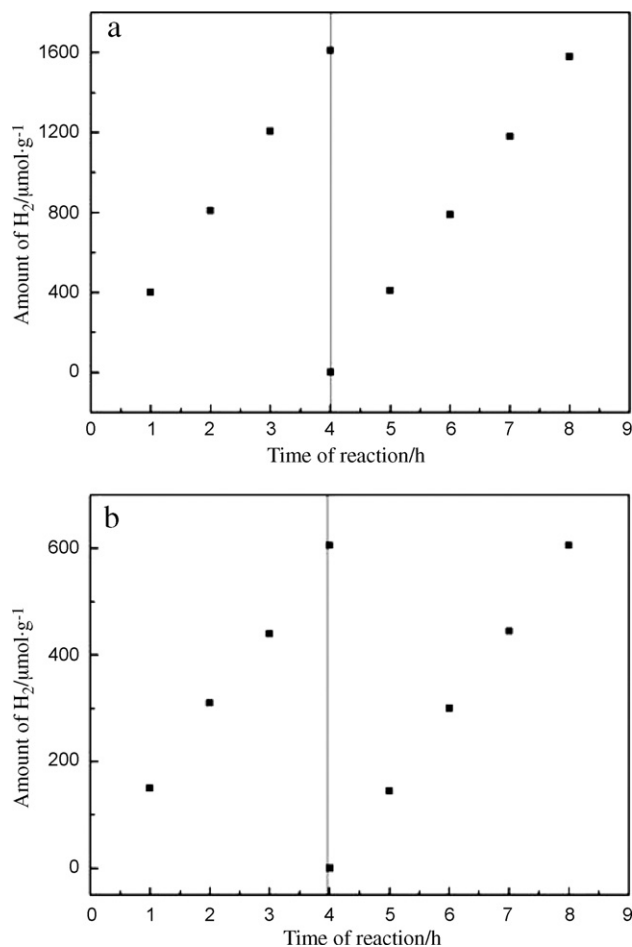 a
1600
1200
800
400
0
Amount of H₂/μmol·g⁻¹
0 1 2 3 4 5 6 7 8 9
Time of reaction/h
b
600
400
200
0
Amount of H₂/μmol·g⁻¹
0 1 2 3 4 5 6 7 8 9
Time of reaction/h